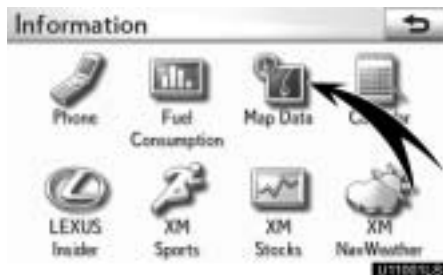 Information
Phone
Fuel
Consumption
Map Data
XM
Sports
XM
Stocks
XM
NavWeather
LEXUS
Insider